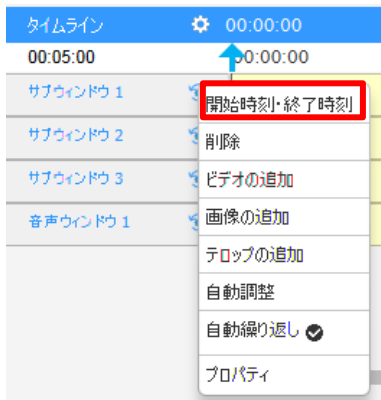 タイムライン 00:00:00
00:05:00 00:00:00
サブウィンドウ 1
開始時刻・終了時刻
サブウィンドウ 2
削除
サブウィンドウ 3
ビデオの追加
音声ウィンドウ 1
画像の追加
テロップの追加
自動調整
自動繰り返し
プロパティ